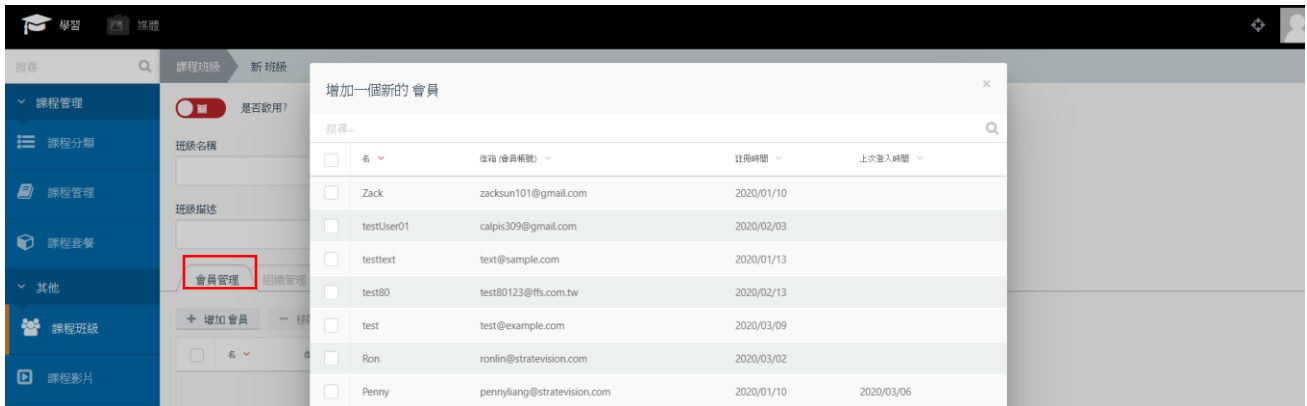 學習 媒體
搜尋
課程管理
課程分類
課程管理
課程套餐
其他
課程班級
課程影片
課程班級 新 班級
關 是否啟用?
班級名稱
班級描述
會員管理 組織管理
+ 增加 會員 − 移
名
增加一個新的 會員 ×
搜尋...
名 信箱 (會員帳號) 註冊時間 上次登入時間
Zack zacksun101@gmail.com 2020/01/10
testUser01 calpis309@gmail.com 2020/02/03
testtext text@sample.com 2020/01/13
test80 test80123@ffs.com.tw 2020/02/13
test test@example.com 2020/03/09
Ron ronlin@stratevision.com 2020/03/02
Penny pennyliang@stratevision.com 2020/01/10 2020/03/06